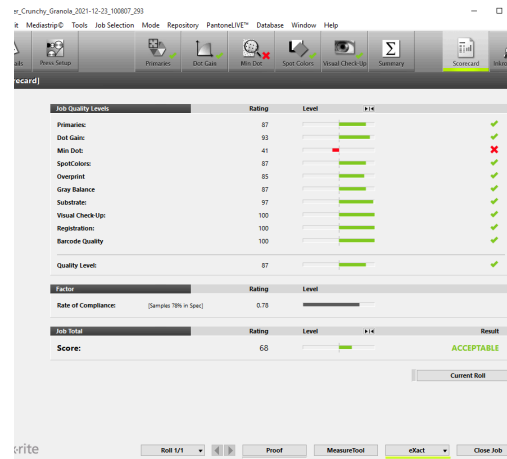 er_Crunchy_Granola_2021-12-23_100807_293
it Mediastrip© Tools Job Selection Mode Repository PantoneLIVE™ Database Window Help
ails Press Setup Primaries Dot Gain Min Dot Spot Colors Visual Check-Up Summary Scorecard Inkro
recard]
Job Quality Levels Rating Level
Primaries: 87
Dot Gain: 93
Min Dot: 41
SpotColors: 87
Overprint 85
Gray Balance 87
Substrate: 97
Visual Check-Up: 100
Registration: 100
Barcode Quality 100
Quality Level: 87
Factor Rating Level
Rate of Compliance: [Samples 78% in Spec] 0.78
Job Total Rating Level Result
Score: 68 ACCEPTABLE
Current Roll
x·rite Roll 1/1 Proof MeasureTool eXact Close Job